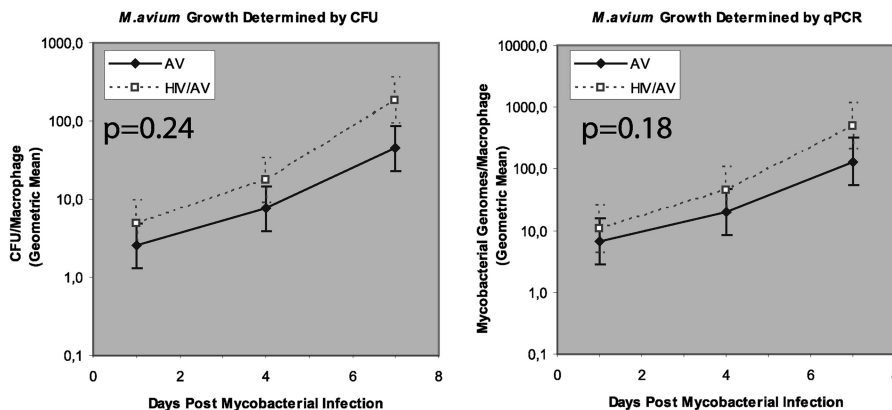 M.avium Growth Determined by CFU
1000,0
100,0
10,0
1,0
0,1
CFU/Macrophage
(Geometric Mean)
AV
HIV/AV
p=0.24
0
2
4
6
8
Days Post Mycobacterial Infection
M.avium Growth Determined by qPCR
10000,0
1000,0
100,0
10,0
1,0
0,1
Mycobacterial Genomes/Macrophage
(Geometric Mean)
AV
HIV/AV
p=0.18
0
2
4
6
8
Days Post Mycobacterial Infection